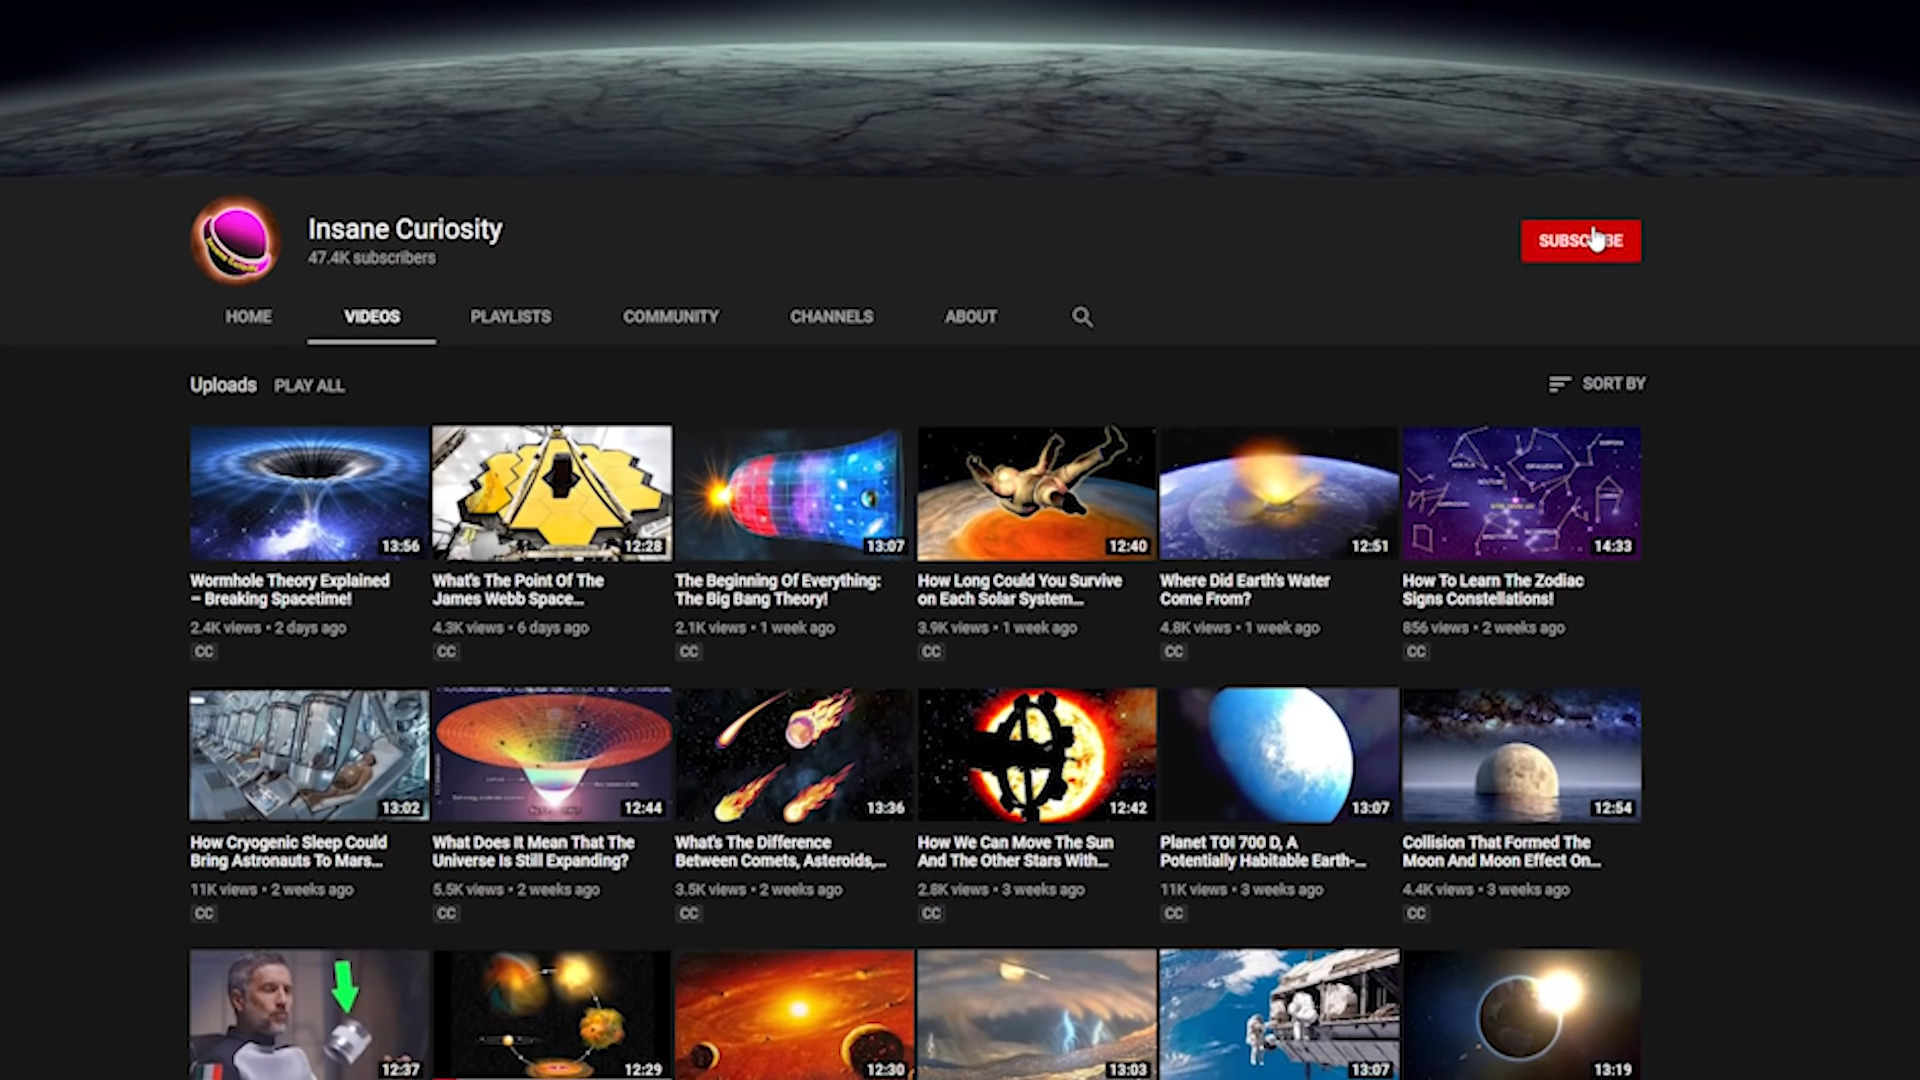 Insane Curiosity
47.4K subscribers
SUBSCRIBE
HOME VIDEOS PLAYLISTS COMMUNITY CHANNELS ABOUT
Uploads PLAY ALL SORT BY
13:56 12:28 13:07 12:40 12:51 14:33
Wormhole Theory Explained
– Breaking Spacetime!
2.4K views • 2 days ago
CC
What's The Point Of The
James Webb Space...
4.3K views • 6 days ago
CC
The Beginning Of Everything:
The Big Bang Theory!
2.1K views • 1 week ago
CC
How Long Could You Survive
on Each Solar System...
3.9K views • 1 week ago
CC
Where Did Earth's Water
Come From?
4.8K views • 1 week ago
CC
How To Learn The Zodiac
Signs Constellations!
856 views • 2 weeks ago
CC
13:02 12:44 13:36 12:42 13:07 12:54
How Cryogenic Sleep Could
Bring Astronauts To Mars...
11K views • 2 weeks ago
CC
What Does It Mean That The
Universe Is Still Expanding?
5.5K views • 2 weeks ago
CC
What's The Difference
Between Comets, Asteroids,...
3.5K views • 2 weeks ago
CC
How We Can Move The Sun
And The Other Stars With...
2.8K views • 3 weeks ago
CC
Planet TOI 700 D, A
Potentially Habitable Earth-...
11K views • 3 weeks ago
CC
Collision That Formed The
Moon And Moon Effect On...
4.4K views • 3 weeks ago
CC
12:37 12:29 12:30 13:03 13:07 13:19